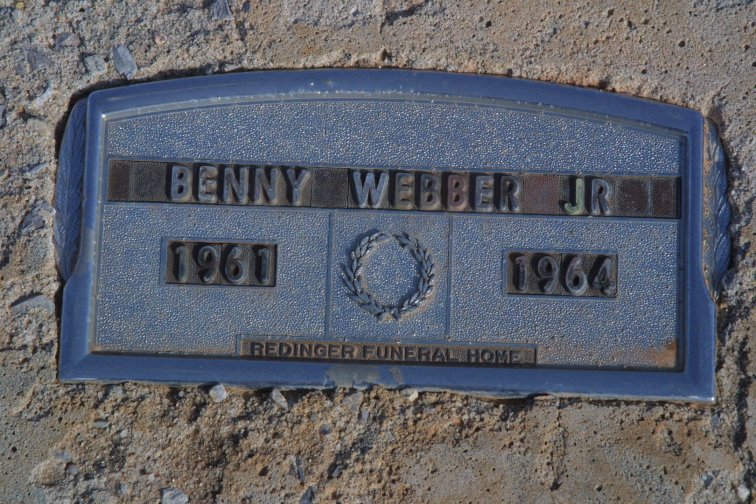 BENNY WEBBER JR
1961 1964
REDINGER FUNERAL HOME